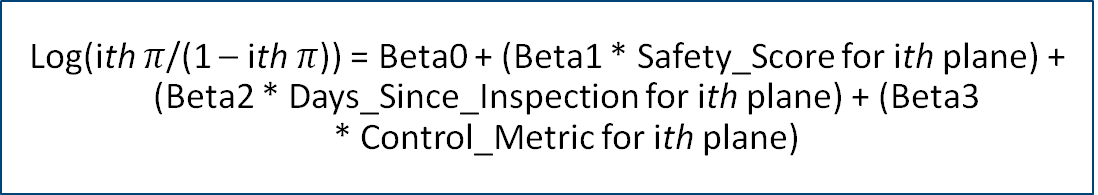 Log(ith π/(1 – ith π)) = Beta0 + (Beta1 * Safety_Score for ith plane) +
(Beta2 * Days_Since_Inspection for ith plane) + (Beta3
* Control_Metric for ith plane)